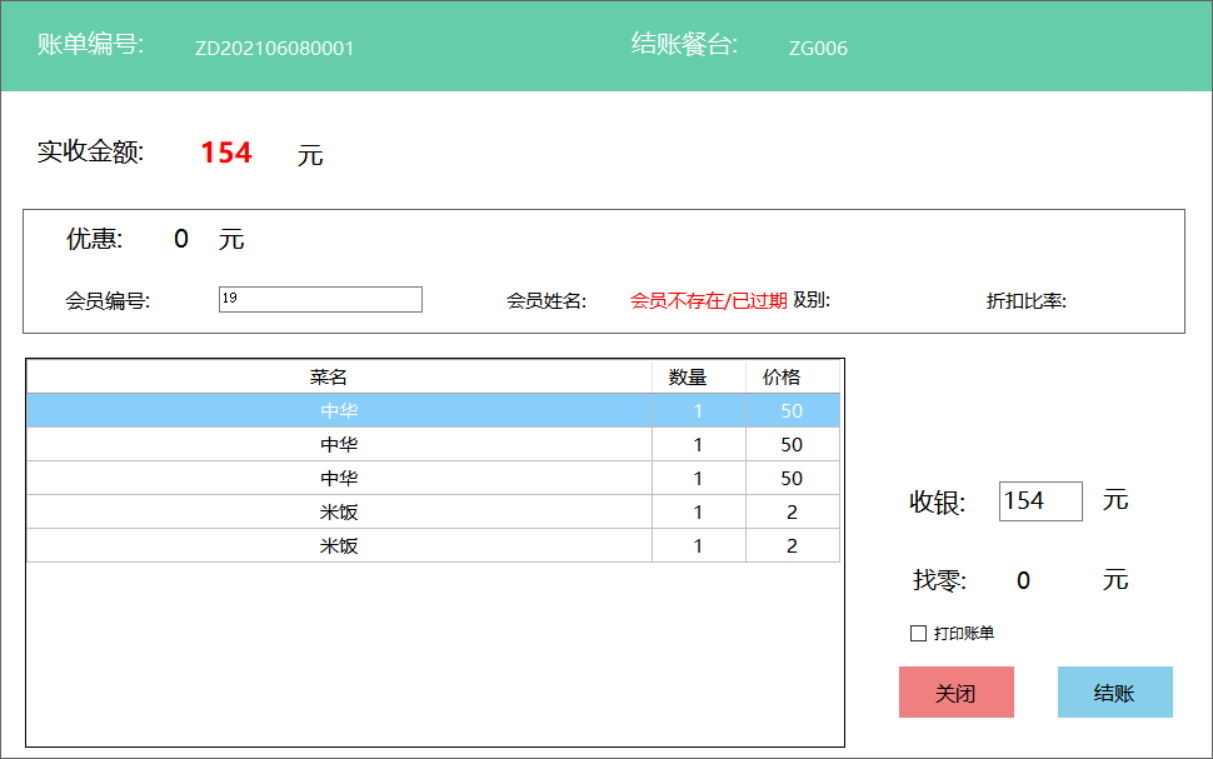 账单编号: ZD202106080001 结账餐台: ZG006
实收金额: 154 元
优惠: 0 元
会员编号: 19 会员姓名: 会员不存在/已过期 及别: 折扣比率:
菜名 数量 价格
中华 1 50
中华 1 50
中华 1 50
米饭 1 2
米饭 1 2
收银: 154 元
找零: 0 元
打印账单
关闭 结账